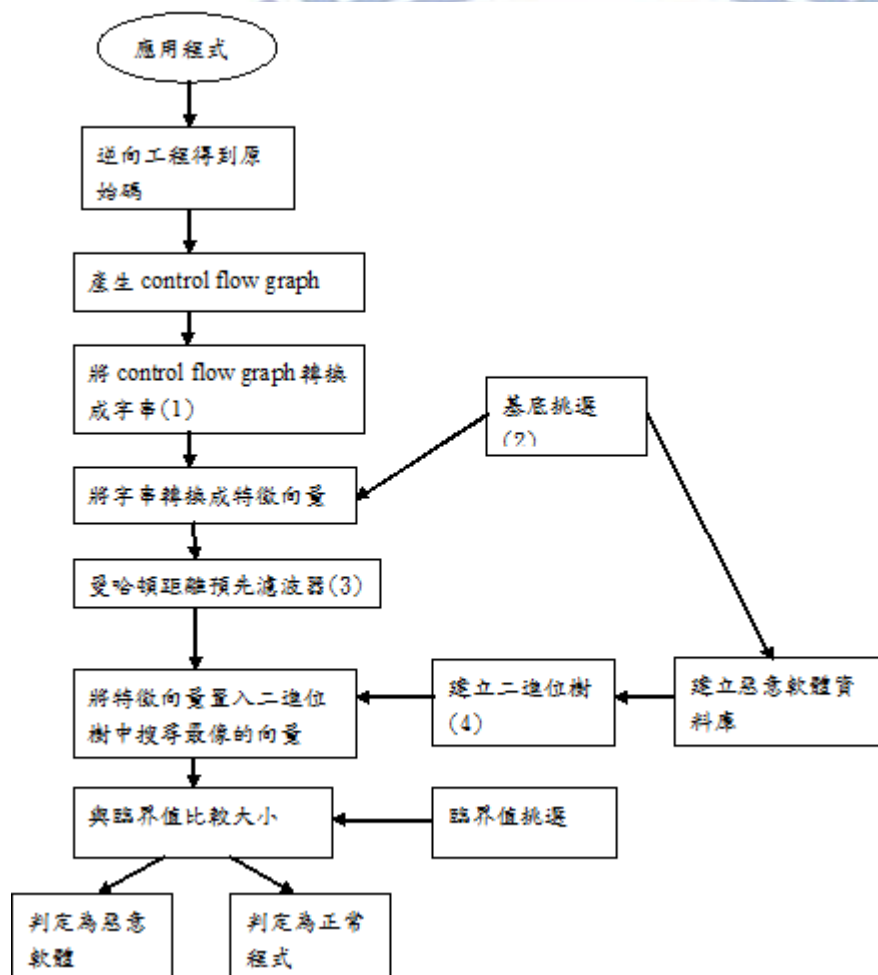 應用程式
逆向工程得到原
始碼
產生 control flow graph
將 control flow graph 轉換
成字串(1)
基底挑選
(2)
將字串轉換成特徵向量
曼哈頓距離預先濾波器(3)
將特徵向量置入二進位
樹中搜尋最像的向量
建立二進位樹
(4)
建立惡意軟體資
料庫
與臨界值比較大小
臨界值挑選
判定為惡意
軟體
判定為正常
程式